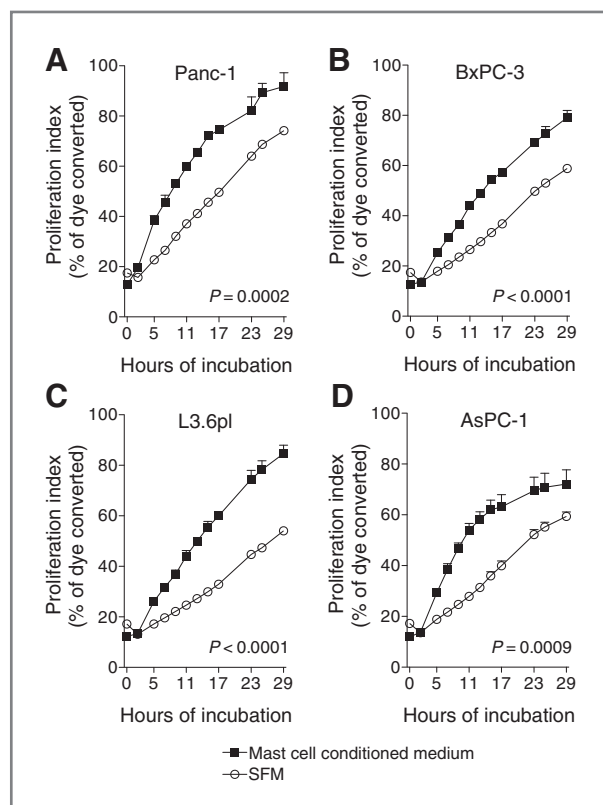 A
Panc-1
Proliferation index
(% of dye converted)
100
80
60
40
20
0
0 5 11 17 23 29
P = 0.0002
Hours of incubation
B
BxPC-3
Proliferation index
(% of dye converted)
100
80
60
40
20
0
0 5 11 17 23 29
P < 0.0001
Hours of incubation
C
L3.6pl
Proliferation index
(% of dye converted)
100
80
60
40
20
0
0 5 11 17 23 29
P < 0.0001
Hours of incubation
D
AsPC-1
Proliferation index
(% of dye converted)
100
80
60
40
20
0
0 5 11 17 23 29
P = 0.0009
Hours of incubation
Mast cell conditioned medium
SFM